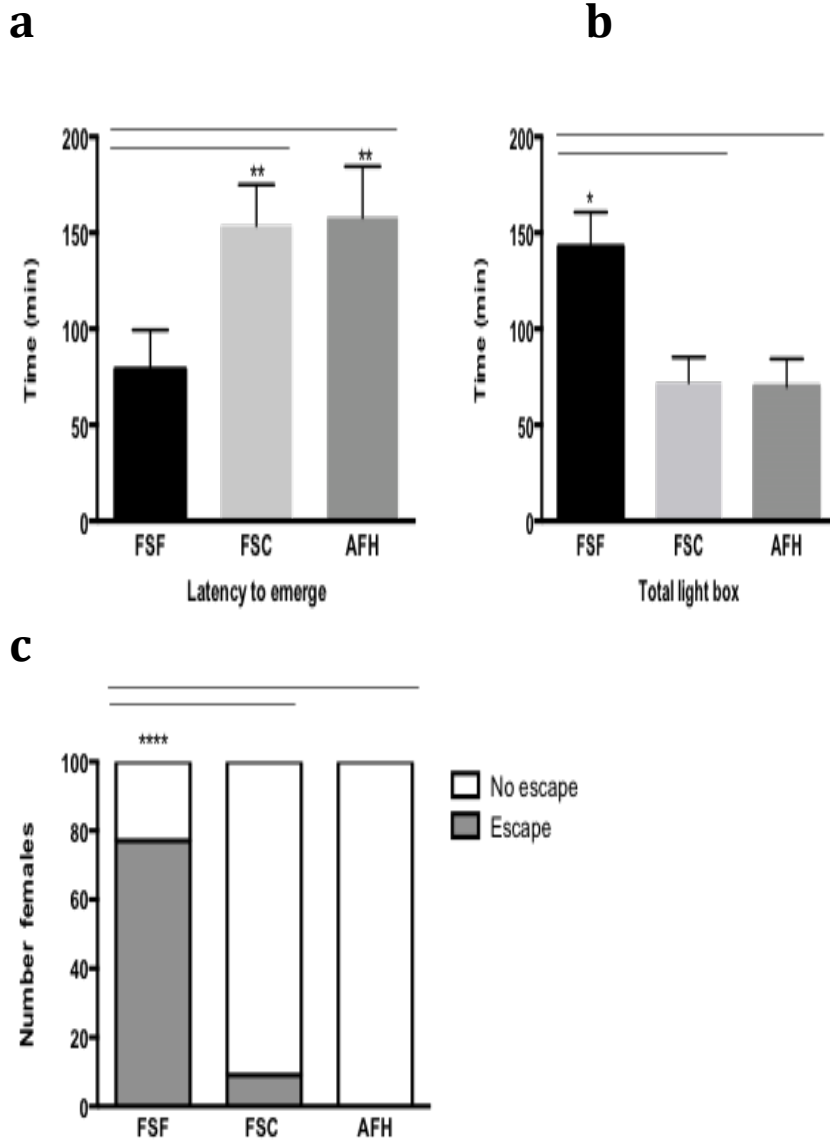 a
200
150
100
50
0
Time (min)
**
**
FSF
FSC
AFH
Latency to emerge
b
200
150
100
50
0
Time (min)
*
FSF
FSC
AFH
Total light box
c
100
80
60
40
20
0
Number females
****
FSF
FSC
AFH
No escape
Escape